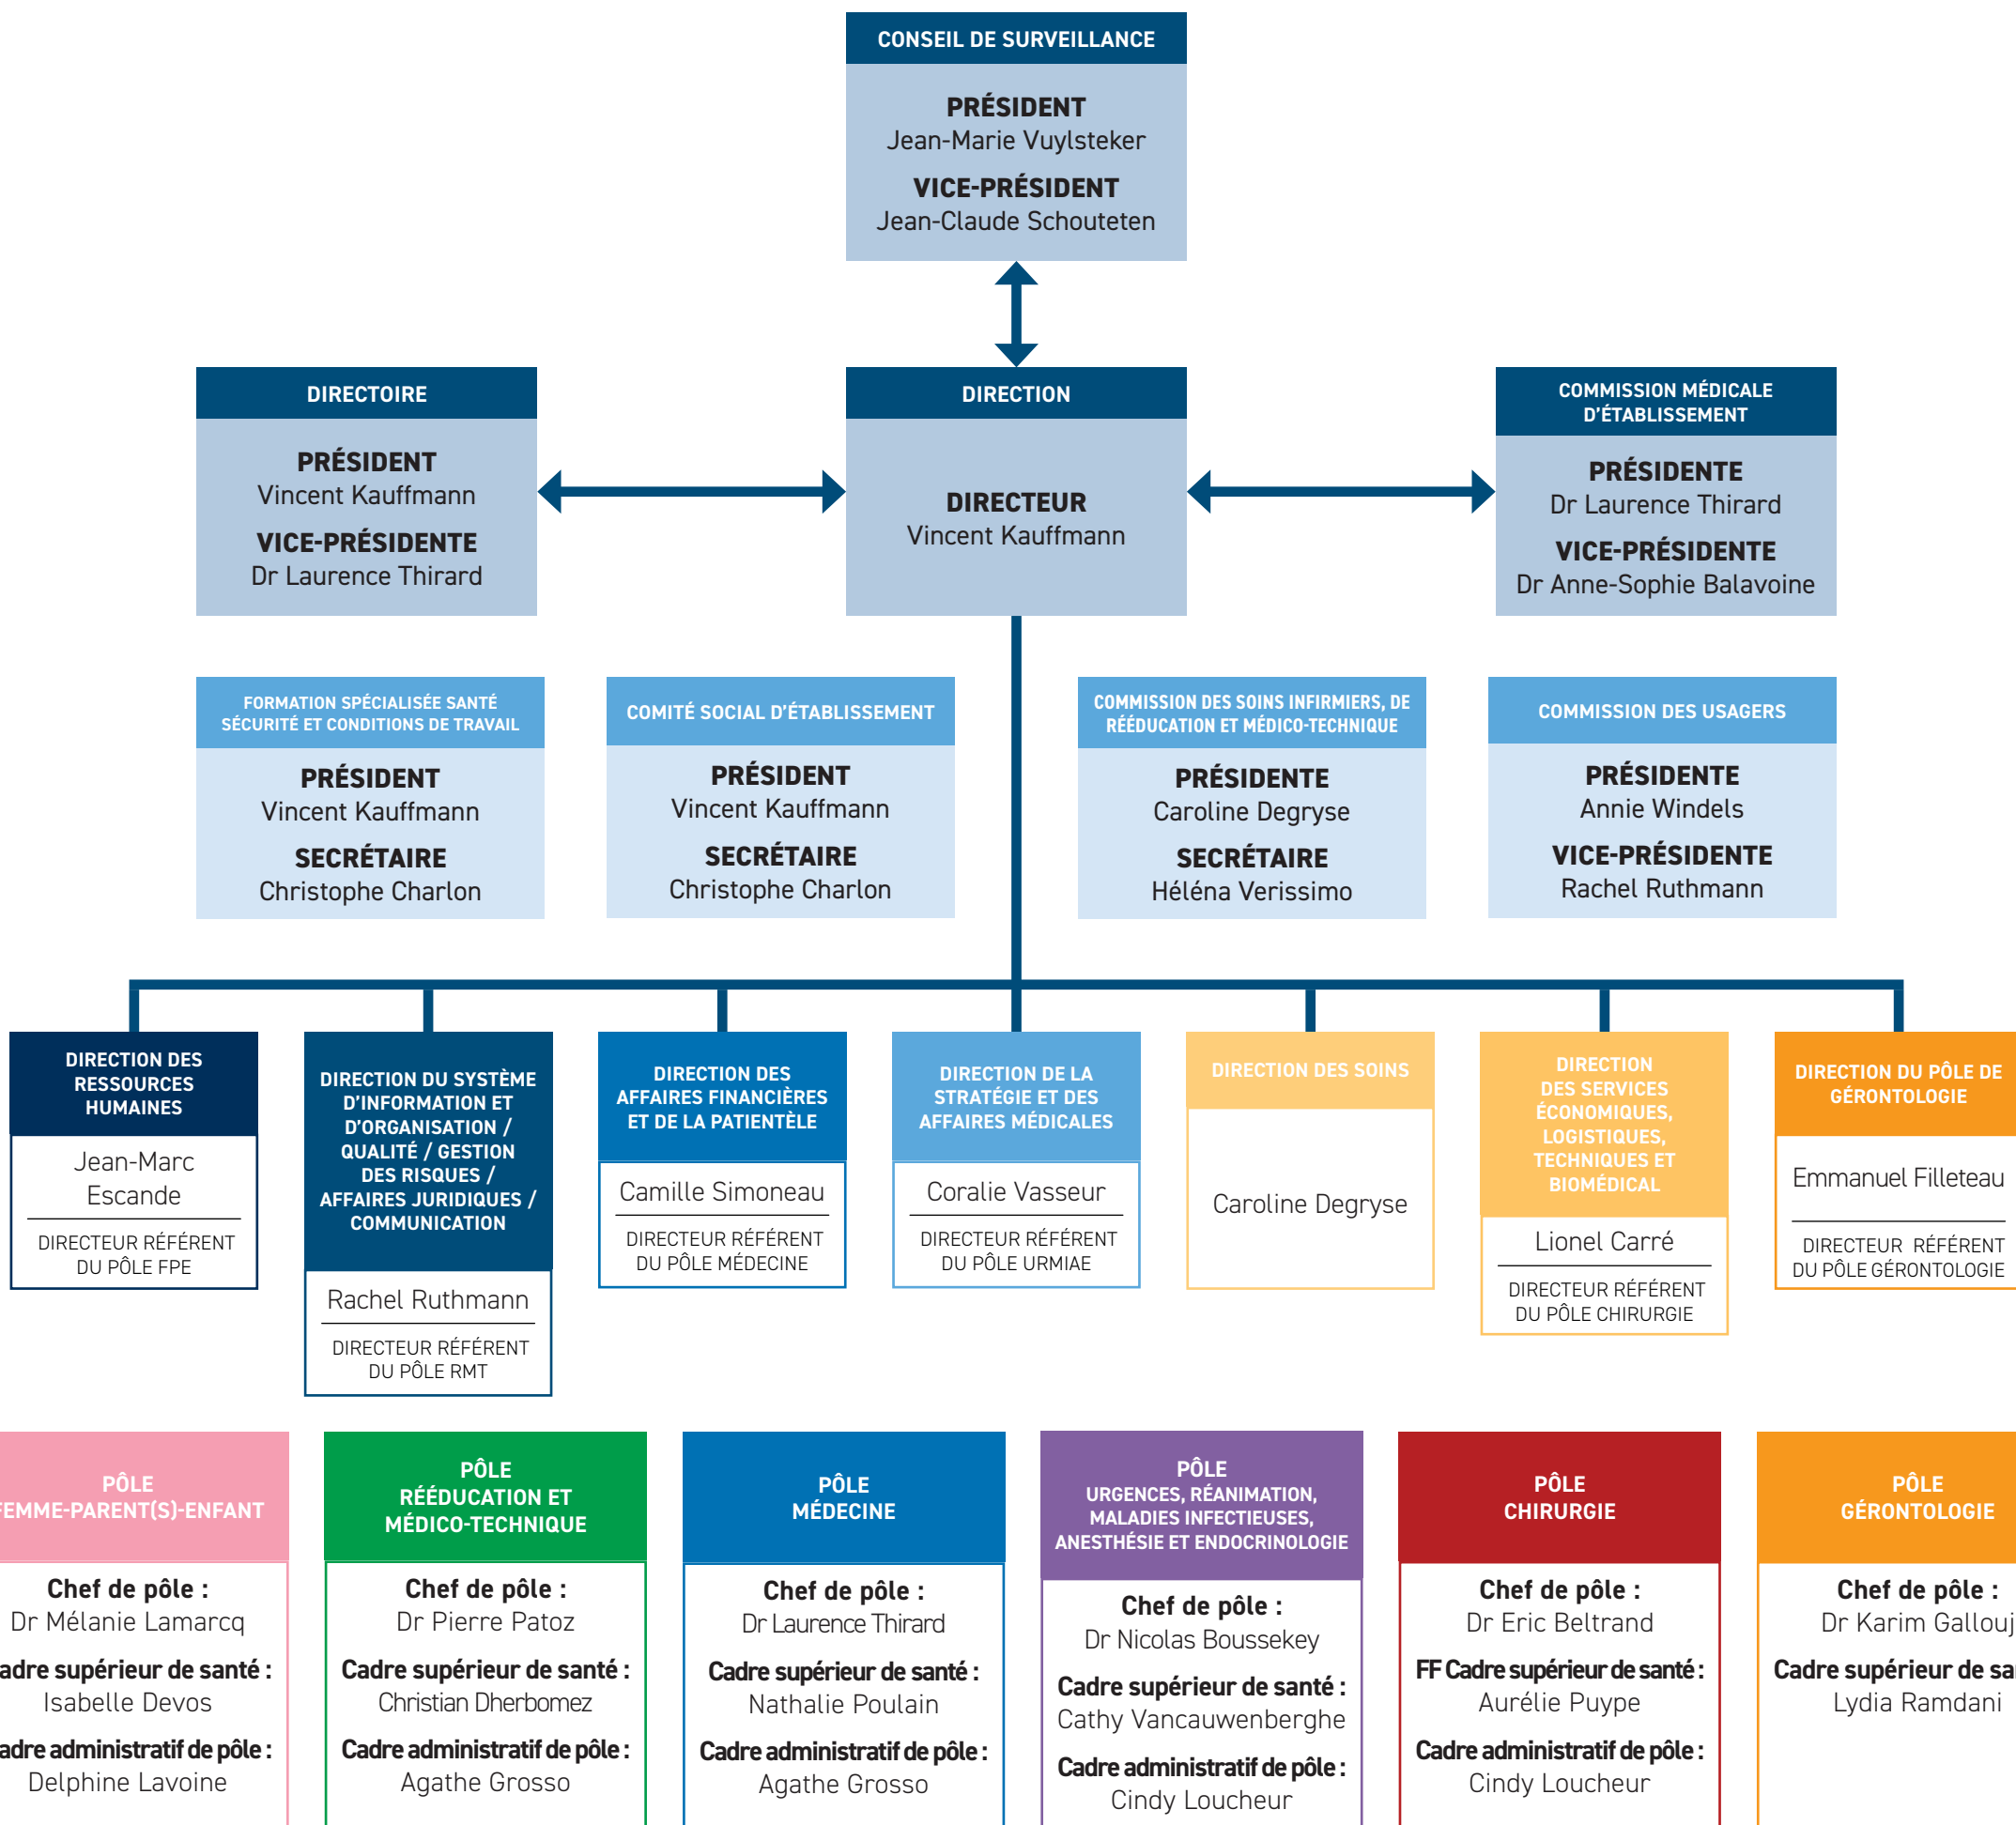 CONSEIL DE SURVEILLANCE
PRÉSIDENT
Jean-Marie Vuylsteker
VICE-PRÉSIDENT
Jean-Claude Schouteten
DIRECTOIRE
PRÉSIDENT
Vincent Kauffmann
VICE-PRÉSIDENTE
Dr Laurence Thirard
DIRECTION
DIRECTEUR
Vincent Kauffmann
COMMISSION MÉDICALE
D'ÉTABLISSEMENT
PRÉSIDENTE
Dr Laurence Thirard
VICE-PRÉSIDENTE
Dr Anne-Sophie Balavoine
FORMATION SPÉCIALISÉE SANTÉ
SÉCURITÉ ET CONDITIONS DE TRAVAIL
PRÉSIDENT
Vincent Kauffmann
SECRÉTAIRE
Christophe Charlon
COMITÉ SOCIAL D'ÉTABLISSEMENT
PRÉSIDENT
Vincent Kauffmann
SECRÉTAIRE
Christophe Charlon
COMMISSION DES SOINS INFIRMIERS, DE
RÉÉDUCATION ET MÉDICO-TECHNIQUE
PRÉSIDENTE
Caroline Degryse
SECRÉTAIRE
Héléna Verissimo
COMMISSION DES USAGERS
PRÉSIDENTE
Annie Windels
VICE-PRÉSIDENTE
Rachel Ruthmann
DIRECTION DES
RESSOURCES
HUMAINES
Jean-Marc
Escande
DIRECTEUR RÉFÉRENT
DU PÔLE FPE
DIRECTION DU SYSTÈME
D'INFORMATION ET
D'ORGANISATION /
QUALITÉ / GESTION
DES RISQUES /
AFFAIRES JURIDIQUES /
COMMUNICATION
Rachel Ruthmann
DIRECTEUR RÉFÉRENT
DU PÔLE RMT
DIRECTION DES
AFFAIRES FINANCIÈRES
ET DE LA PATIENTÈLE
Camille Simoneau
DIRECTEUR RÉFÉRENT
DU PÔLE MÉDECINE
DIRECTION DE LA
STRATÉGIE ET DES
AFFAIRES MÉDICALES
Coralie Vasseur
DIRECTEUR RÉFÉRENT
DU PÔLE URMIAE
DIRECTION DES SOINS
Caroline Degryse
DIRECTION
DES SERVICES
ÉCONOMIQUES,
LOGISTIQUES,
TECHNIQUES ET
BIOMÉDICAL
Lionel Carré
DIRECTEUR RÉFÉRENT
DU PÔLE CHIRURGIE
DIRECTION DU PÔLE DE
GÉRONTOLOGIE
Emmanuel Filleteau
DIRECTEUR RÉFÉRENT
DU PÔLE GÉRONTOLOGIE
PÔLE
FEMME-PARENT(S)-ENFANT
Chef de pôle :
Dr Mélanie Lamarcq
adre supérieur de santé :
Isabelle Devos
adre administratif de pôle :
Delphine Lavoine
PÔLE
RÉÉDUCATION ET
MÉDICO-TECHNIQUE
Chef de pôle :
Dr Pierre Patoz
Cadre supérieur de santé :
Christian Dherbomez
Cadre administratif de pôle :
Agathe Grosso
PÔLE
MÉDECINE
Chef de pôle :
Dr Laurence Thirard
Cadre supérieur de santé :
Nathalie Poulain
Cadre administratif de pôle :
Agathe Grosso
PÔLE
URGENCES, RÉANIMATION,
MALADIES INFECTIEUSES,
ANESTHÉSIE ET ENDOCRINOLOGIE
Chef de pôle :
Dr Nicolas Boussekey
Cadre supérieur de santé :
Cathy Vancauwenberghe
Cadre administratif de pôle :
Cindy Loucheur
PÔLE
CHIRURGIE
Chef de pôle :
Dr Eric Beltrand
FF Cadre supérieur de santé :
Aurélie Puype
Cadre administratif de pôle :
Cindy Loucheur
PÔLE
GÉRONTOLOGIE
Chef de pôle :
Dr Karim Gallouj
Cadre supérieur de sa
Lydia Ramdani